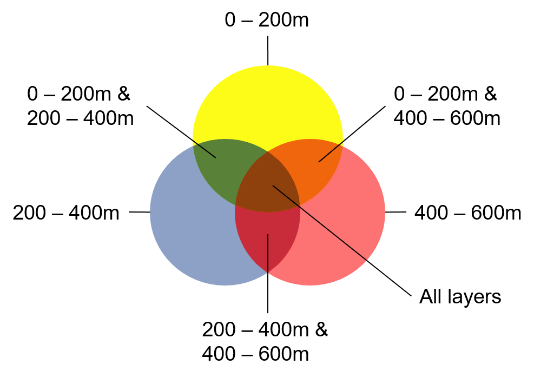 0 – 200m
0 – 200m &
200 – 400m
0 – 200m &
400 – 600m
200 – 400m
400 – 600m
All layers
200 – 400m &
400 – 600m